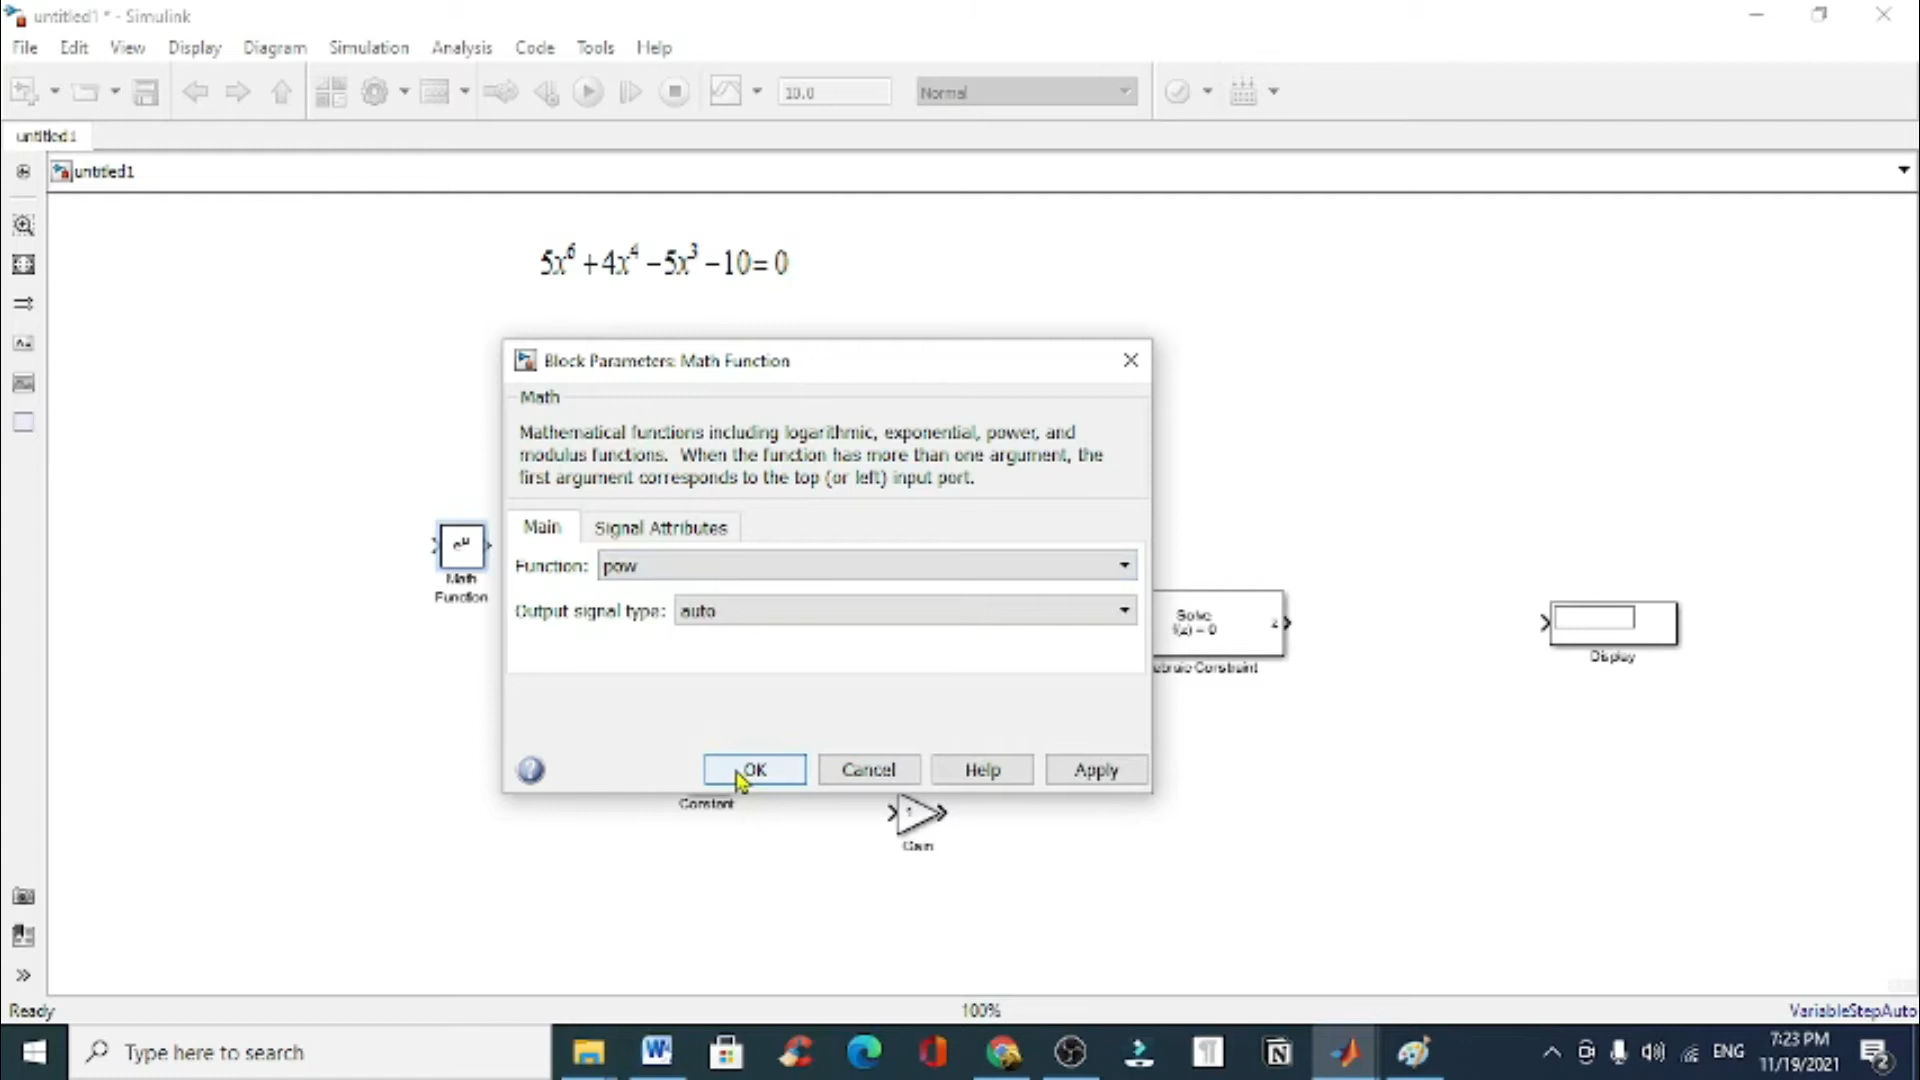 untitled1 * - Simulink
File Edit View Display Diagram Simulation Analysis Code Tools Help
10.0 Normal
untitled1
untitled1
5x⁶ + 4x⁴ − 5x³ − 10 = 0
Block Parameters: Math Function
Math
Mathematical functions including logarithmic, exponential, power, and
modulus functions. When the function has more than one argument, the
first argument corresponds to the top (or left) input port.
Main Signal Attributes
Function: pow
Output signal type: auto
OK Cancel Help Apply
eᵘ
Math
Function
Solve
f(z) = 0
z
ebraic Constraint
Display
Constant
1
Gain
Ready 100% VariableStepAuto
Type here to search
ENG
7:23 PM
11/19/2021
2